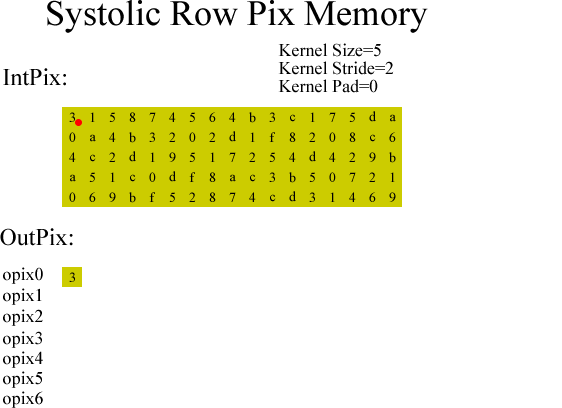 Systolic Row Pix Memory
Kernel Size=5
Kernel Stride=2
Kernel Pad=0
IntPix:
3 1 5 8 7 4 5 6 4 b 3 c 1 7 5 d a
0 a 4 b 3 2 0 2 d 1 f 8 2 0 8 c 6
4 c 2 d 1 9 5 1 7 2 5 4 d 4 2 9 b
a 5 1 c 0 d f 8 a c 3 b 5 0 7 2 1
0 6 9 b f 5 2 8 7 4 c d 3 1 4 6 9
OutPix:
opix0 3
opix1
opix2
opix3
opix4
opix5
opix6